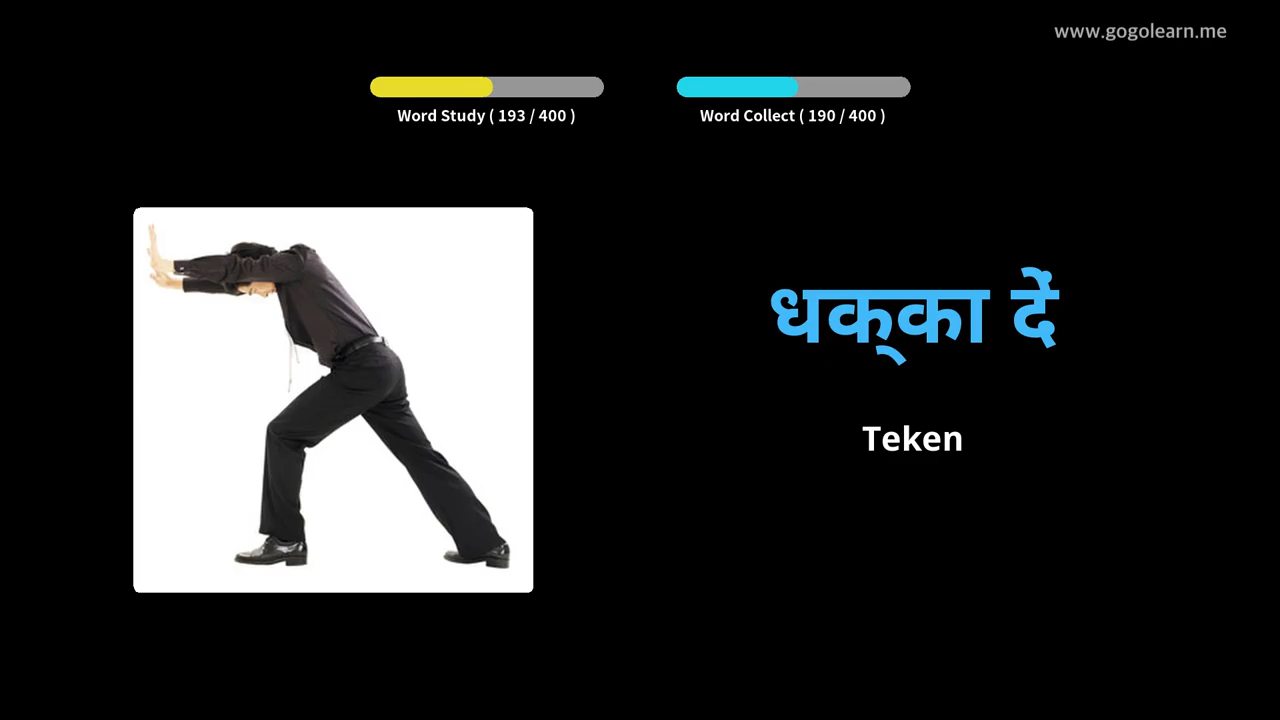 www.gogolearn.me
Word Study ( 193 / 400 )
Word Collect ( 190 / 400 )
धक्‌का दें
Teken